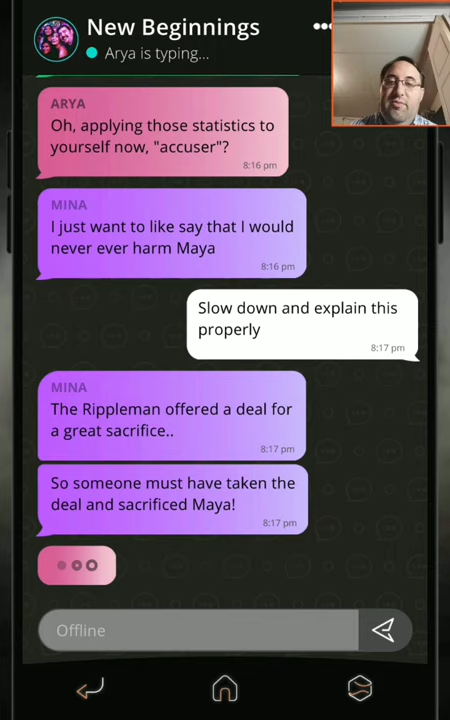 New Beginnings
Arya is typing...
ARYA
Oh, applying those statistics to
yourself now, "accuser"?
8:16 pm
MINA
I just want to like say that I would
never ever harm Maya
8:16 pm
Slow down and explain this
properly
8:17 pm
MINA
The Rippleman offered a deal for
a great sacrifice..
8:17 pm
So someone must have taken the
deal and sacrificed Maya!
8:17 pm
Offline